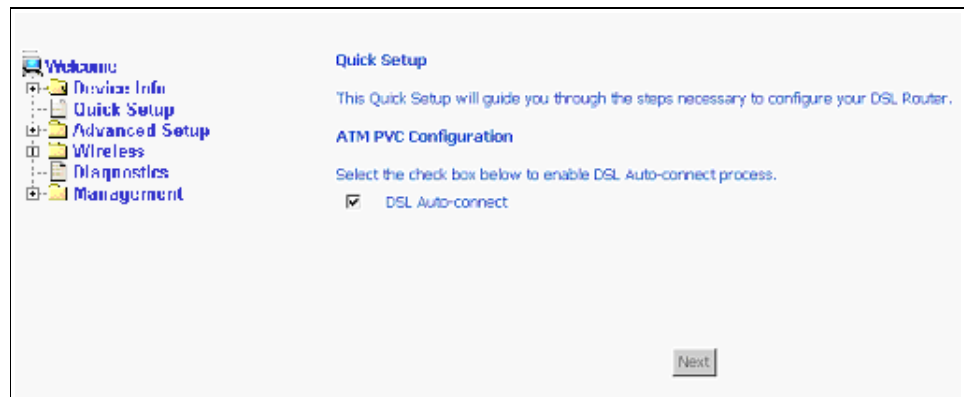 Welcome
Device Info
Quick Setup
Advanced Setup
Wireless
Diagnostics
Management
Quick Setup
This Quick Setup will guide you through the steps necessary to configure your DSL Router.
ATM PVC Configuration
Select the check box below to enable DSL Auto-connect process.
DSL Auto-connect
Next